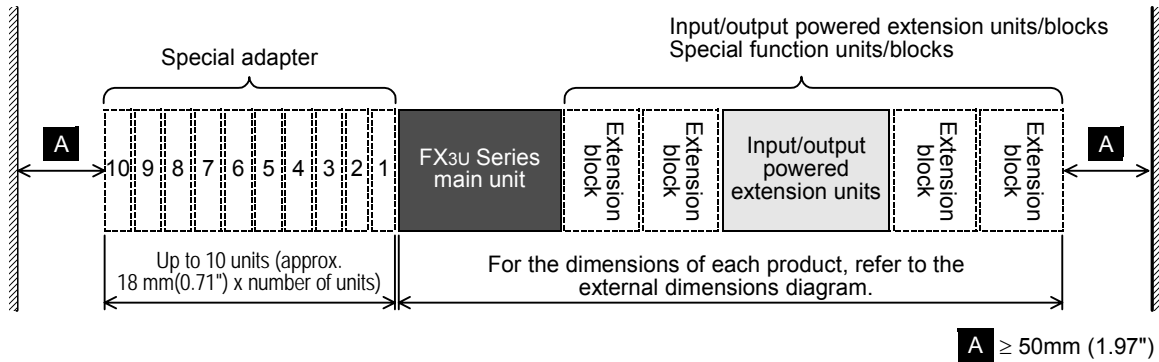 Input/output powered extension units/blocks
Special function units/blocks
Special adapter
A
10 9 8 7 6 5 4 3 2 1
FX3U Series
main unit
Extension
block
Extension
block
Input/output
powered
extension units
Extension
block
Extension
block
A
Up to 10 units (approx.
18 mm(0.71") x number of units)
For the dimensions of each product, refer to the
external dimensions diagram.
A ≥ 50mm (1.97")